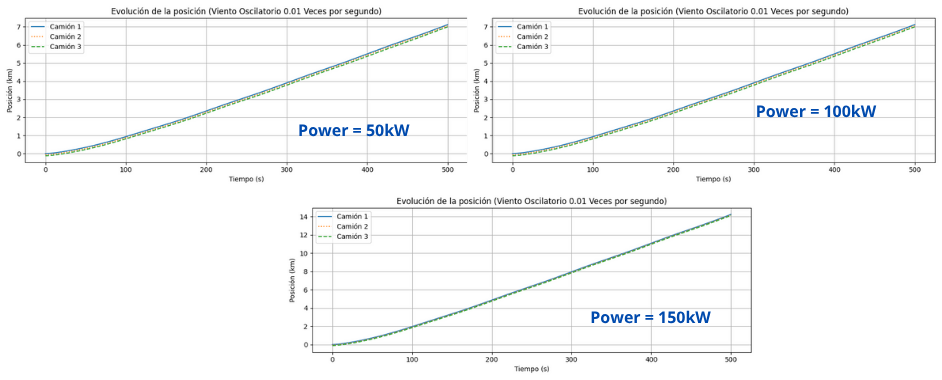 Evolución de la posición (Viento Oscilatorio 0.01 Veces por segundo)
Posición (km)
7
6
5
4
3
2
1
0
Camión 1
Camión 2
Camión 3
Power = 50kW
0 100 200 300 400 500
Tiempo (s)
Evolución de la posición (Viento Oscilatorio 0.01 Veces por segundo)
Posición (km)
7
6
5
4
3
2
1
0
Camión 1
Camión 2
Camión 3
Power = 100kW
0 100 200 300 400 500
Tiempo (s)
Evolución de la posición (Viento Oscilatorio 0.01 Veces por segundo)
Posición (km)
14
12
10
8
6
4
2
0
Camión 1
Camión 2
Camión 3
Power = 150kW
0 100 200 300 400 500
Tiempo (s)